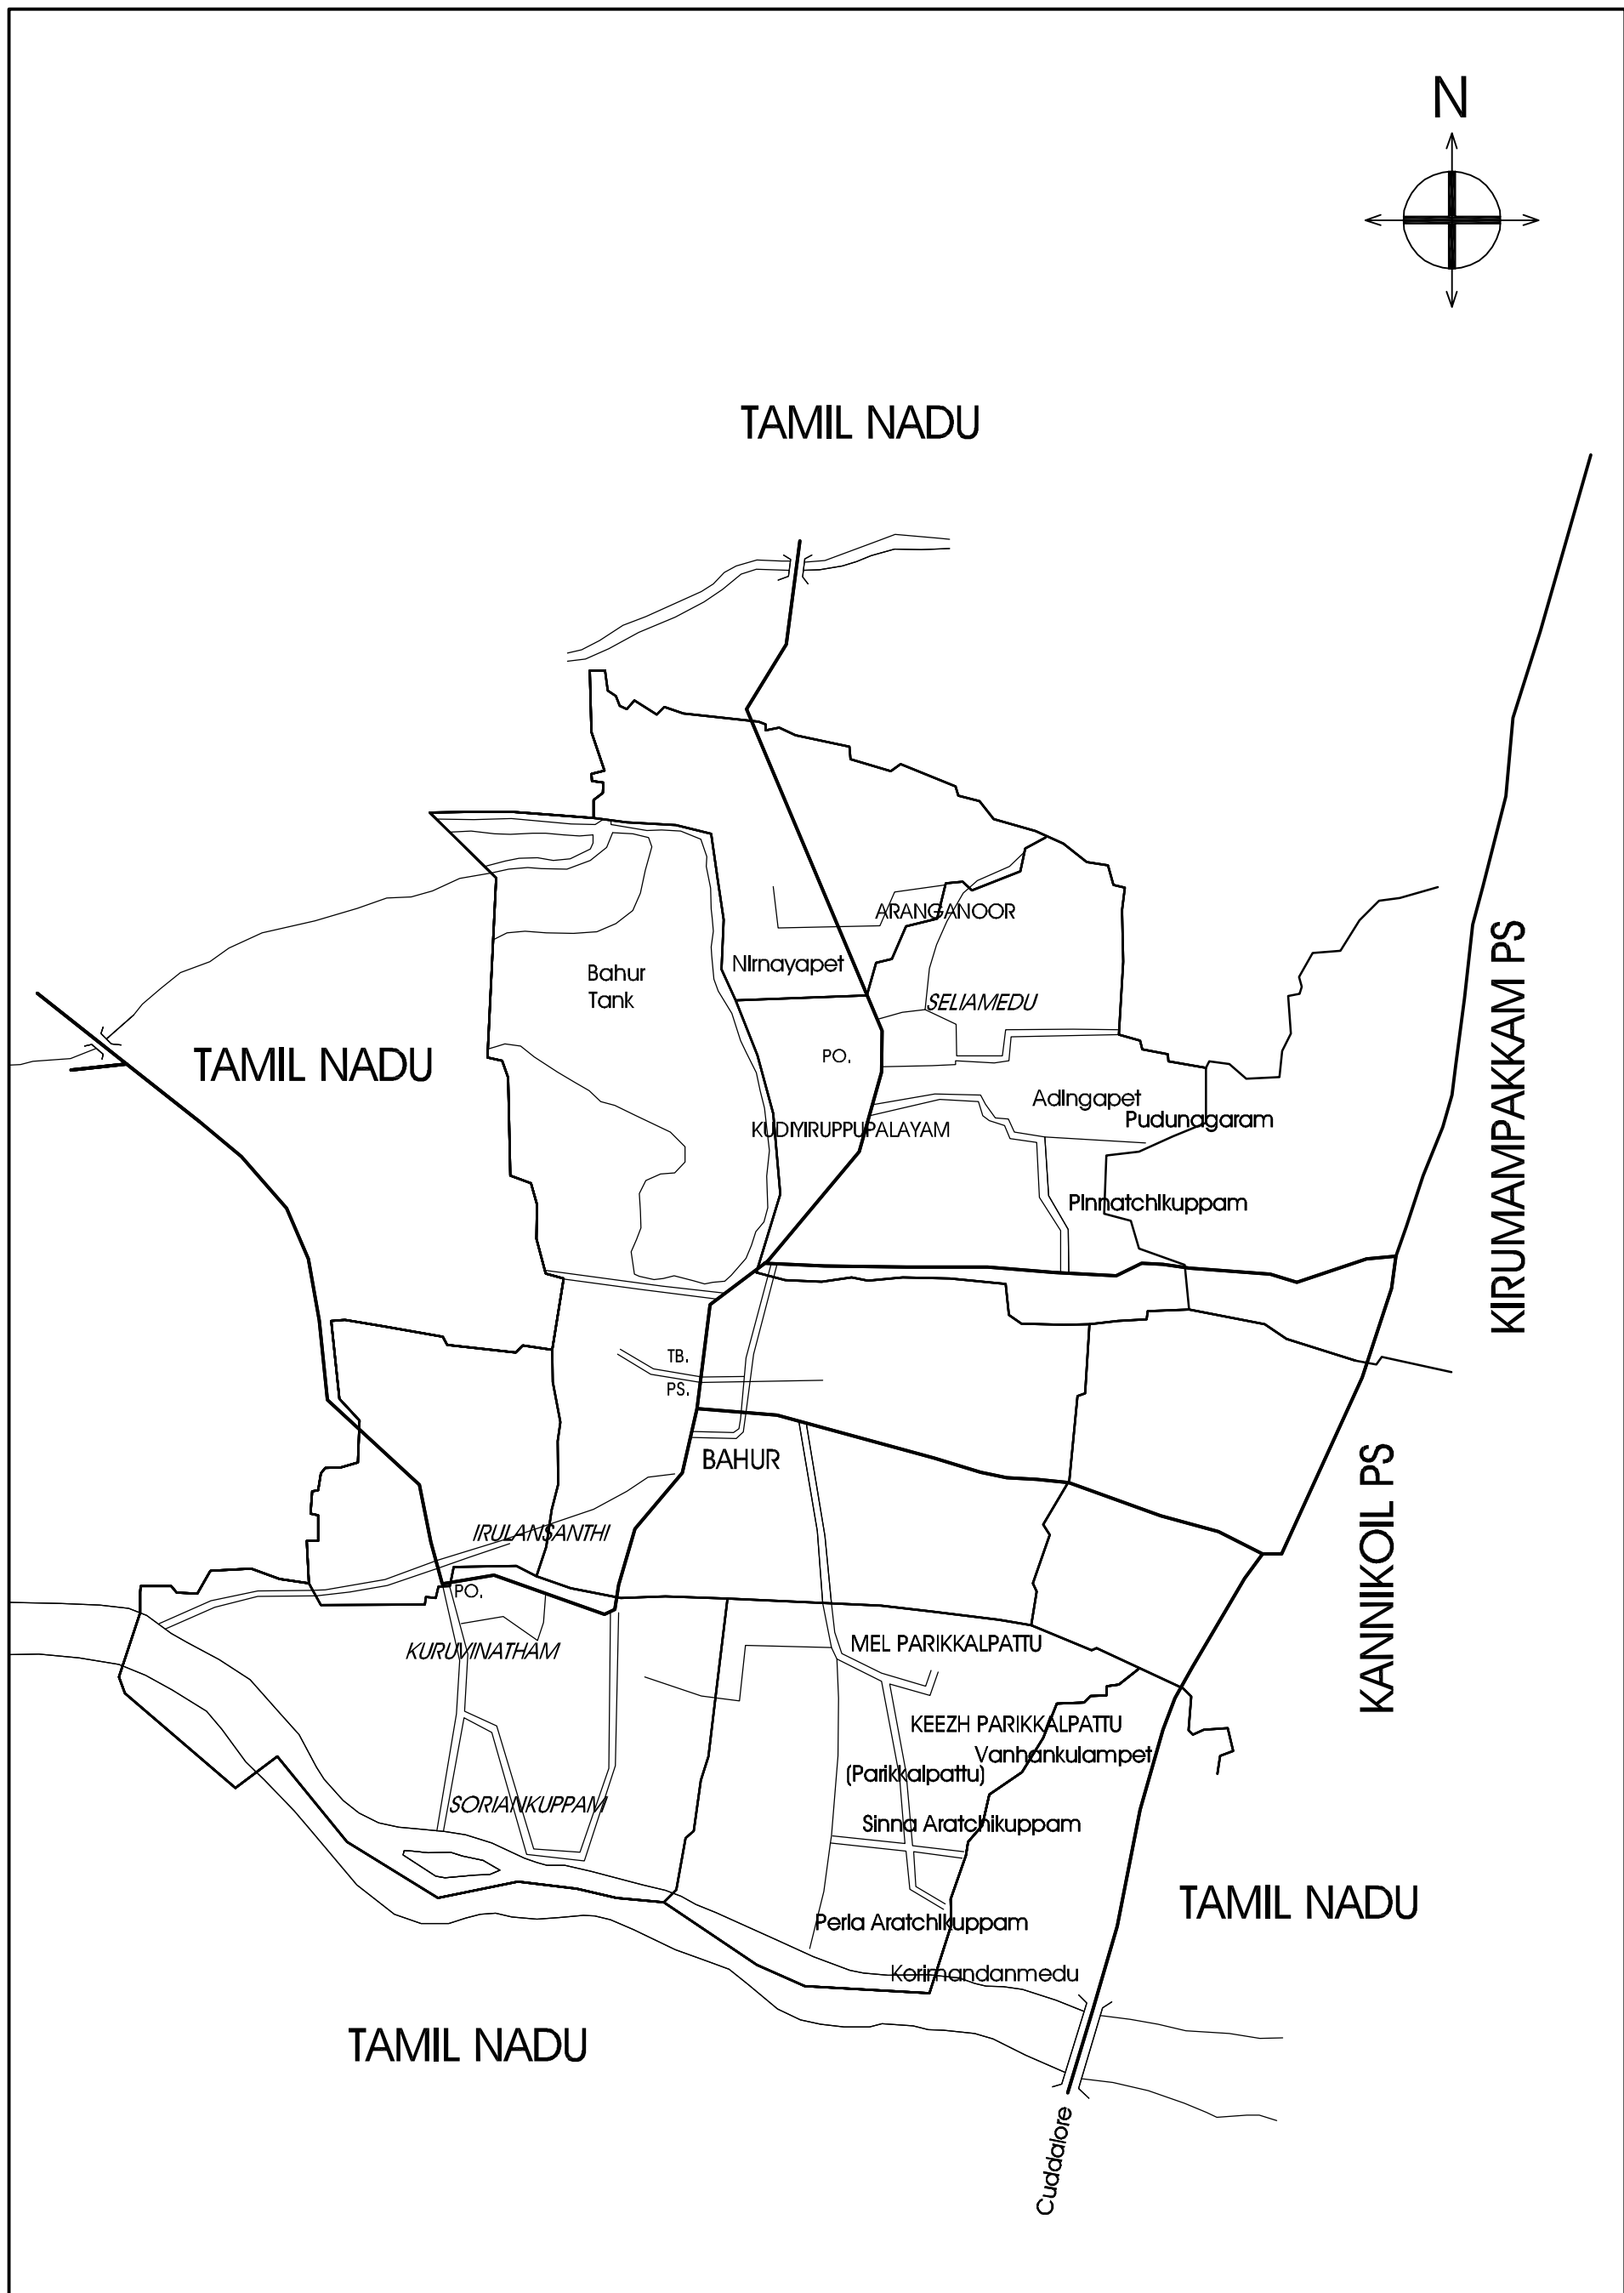 N
TAMIL NADU
ARANGANOOR
Nirnayapet
Bahur
Tank
SELIAMEDU
KIRUMAMPAKKAM PS
TAMIL NADU
PO.
Adingapet
Pudunagaram
KUDIYIRUPPUPALAYAM
Pinnatchikuppam
TB.
PS.
BAHUR
KANNIKOIL PS
IRULANSANTHI
PO.
KURUVINATHAM
MEL PARIKKALPATTU
KEEZH PARIKKALPATTU
Vanhankulampet
(Parikkalpattu)
SORIANKUPPAM
Sinna Aratchikuppam
TAMIL NADU
Peria Aratchikuppam
Korimandanmedu
TAMIL NADU
Cuddalore